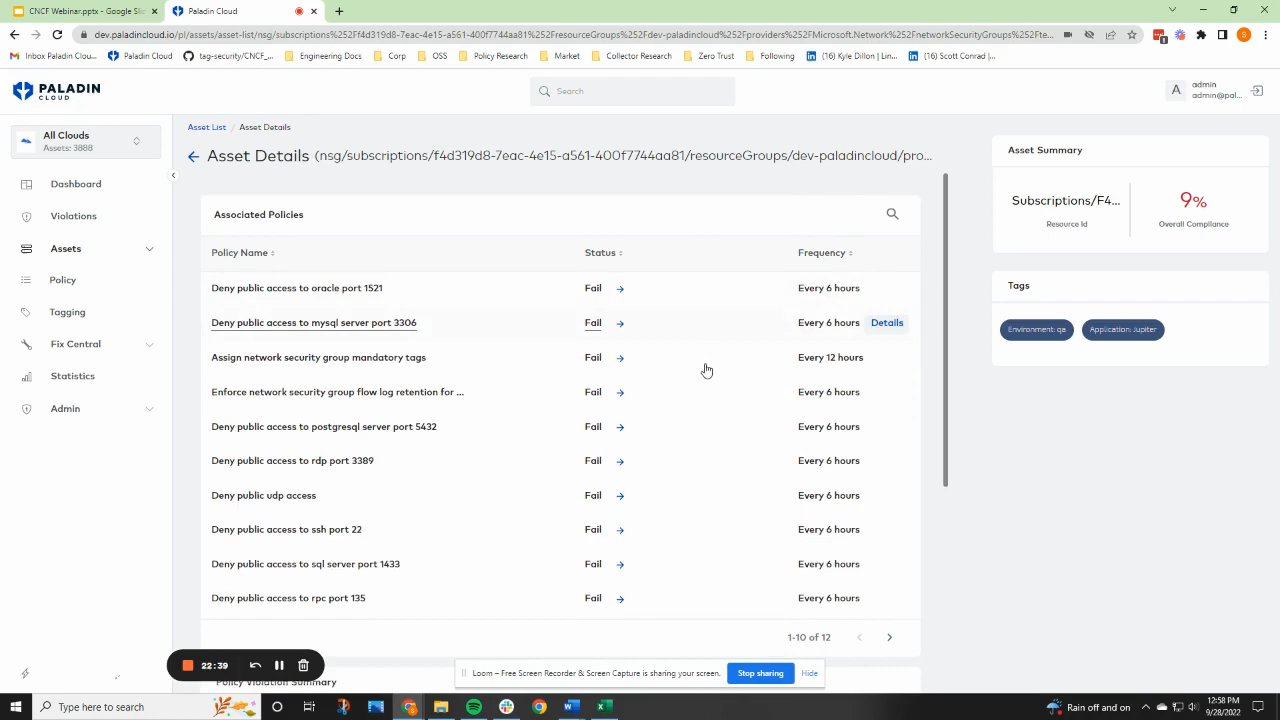 CNCF Webinar.pptx - Google Slid
Paladin Cloud
dev.paladincloud.io/pl/assets/asset-list/nsg/subscriptions%252Ff4d319d8-7eac-4e15-a561-400f7744aa81%252FresourceGroups%252Fdev-paladincloud%252Fproviders%252FMicrosoft.Network%252FnetworkSecurityGroups%252Fte...
Inbox Paladin Clou...
Paladin Cloud
tag-security/CNCF_...
Engineering Docs
Corp
OSS
Policy Research
Market
Collector Research
Zero Trust
Following
(16) Kyle Dillon | Lin...
(16) Scott Conrad |...
PALADIN
CLOUD
Search
A
admin
admin@pal...
All Clouds
Assets: 3888
Dashboard
Violations
Assets
Policy
Tagging
Fix Central
Statistics
Admin
Asset List / Asset Details
Asset Details (nsg/subscriptions/f4d319d8-7eac-4e15-a561-400f7744aa81/resourceGroups/dev-paladincloud/pro...
Associated Policies
Policy Name Status Frequency
Deny public access to oracle port 1521 Fail Every 6 hours
Deny public access to mysql server port 3306 Fail Every 6 hours Details
Assign network security group mandatory tags Fail Every 12 hours
Enforce network security group flow log retention for ... Fail Every 6 hours
Deny public access to postgresql server port 5432 Fail Every 6 hours
Deny public access to rdp port 3389 Fail Every 6 hours
Deny public udp access Fail Every 6 hours
Deny public access to ssh port 22 Fail Every 6 hours
Deny public access to sql server port 1433 Fail Every 6 hours
Deny public access to rpc port 135 Fail Every 6 hours
1-10 of 12
Policy Violation Summary
Asset Summary
Subscriptions/F4...
Resource Id
9%
Overall Compliance
Tags
Environment: qa
Application: Jupiter
22:39
Loom – Free Screen Recorder & Screen Capture is sharing your screen.
Stop sharing
Hide
Type here to search
Rain off and on
12:58 PM
9/28/2022